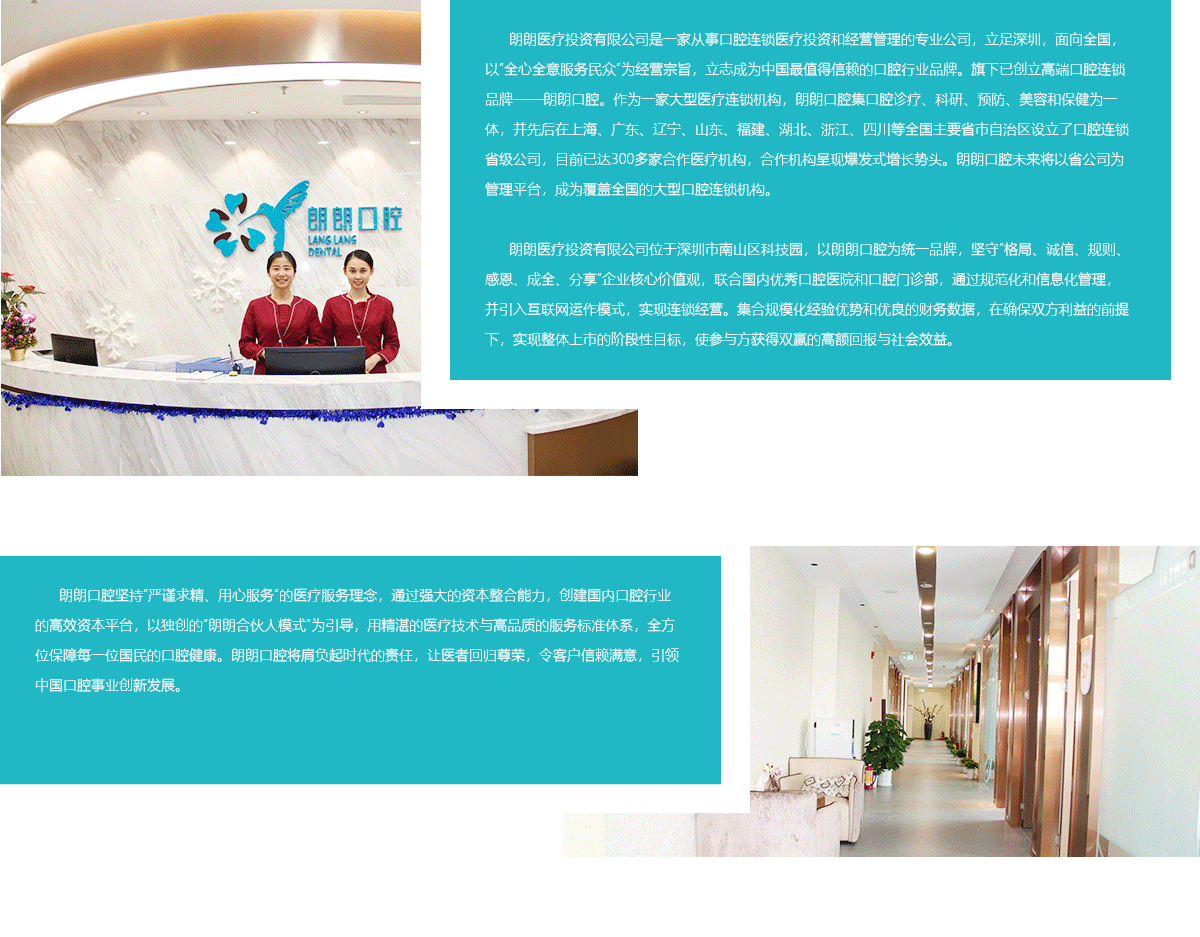 朗朗口腔
LANG LANG
DENTAL
朗朗医疗投资有限公司是一家从事口腔连锁医疗投资和经营管理的专业公司，立足深圳，面向全国，
以“全心全意服务民众”为经营宗旨，立志成为中国最值得信赖的口腔行业品牌。旗下已创立高端口腔连锁
品牌——朗朗口腔。作为一家大型医疗连锁机构，朗朗口腔集口腔诊疗、科研、预防、美容和保健为一
体，并先后在上海、广东、辽宁、山东、福建、湖北、浙江、四川等全国主要省市自治区设立了口腔连锁
省级公司，目前已达300多家合作医疗机构，合作机构呈现爆发式增长势头。朗朗口腔未来将以省公司为
管理平台，成为覆盖全国的大型口腔连锁机构。
朗朗医疗投资有限公司位于深圳市南山区科技园，以朗朗口腔为统一品牌，坚守“格局、诚信、规则、
感恩、成全、分享”企业核心价值观，联合国内优秀口腔医院和口腔门诊部，通过规范化和信息化管理，
并引入互联网运作模式，实现连锁经营。集合规模化经验优势和优良的财务数据，在确保双方利益的前提
下，实现整体上市的阶段性目标，使参与方获得双赢的高额回报与社会效益。
朗朗口腔坚持“严谨求精、用心服务”的医疗服务理念，通过强大的资本整合能力，创建国内口腔行业
的高效资本平台，以独创的“朗朗合伙人模式”为引导，用精湛的医疗技术与高品质的服务标准体系，全方
位保障每一位国民的口腔健康。朗朗口腔将肩负起时代的责任，让医者回归尊荣，令客户信赖满意，引领
中国口腔事业创新发展。